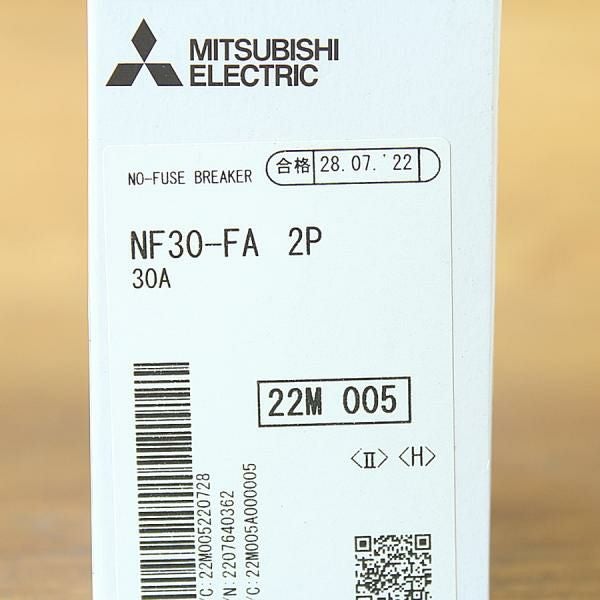 MITSUBISHI
ELECTRIC
NO-FUSE BREAKER 合格 28.07.'22
NF30-FA 2P
30A
22M 005
<II> <H>
/C: 22M005220728
/N: 2207640362
/C: 22M005A000005